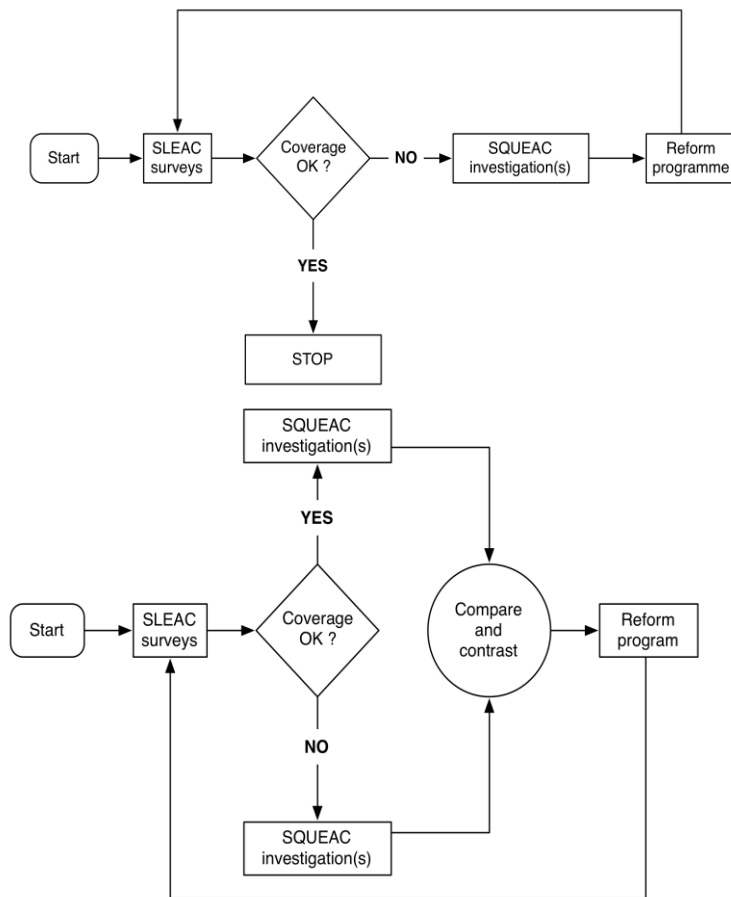 Start
SLEAC
surveys
Coverage
OK ?
NO
SQUEAC
investigation(s)
Reform
programme
YES
STOP
SQUEAC
investigation(s)
YES
Start
SLEAC
surveys
Coverage
OK ?
Compare
and
contrast
Reform
program
NO
SQUEAC
investigation(s)